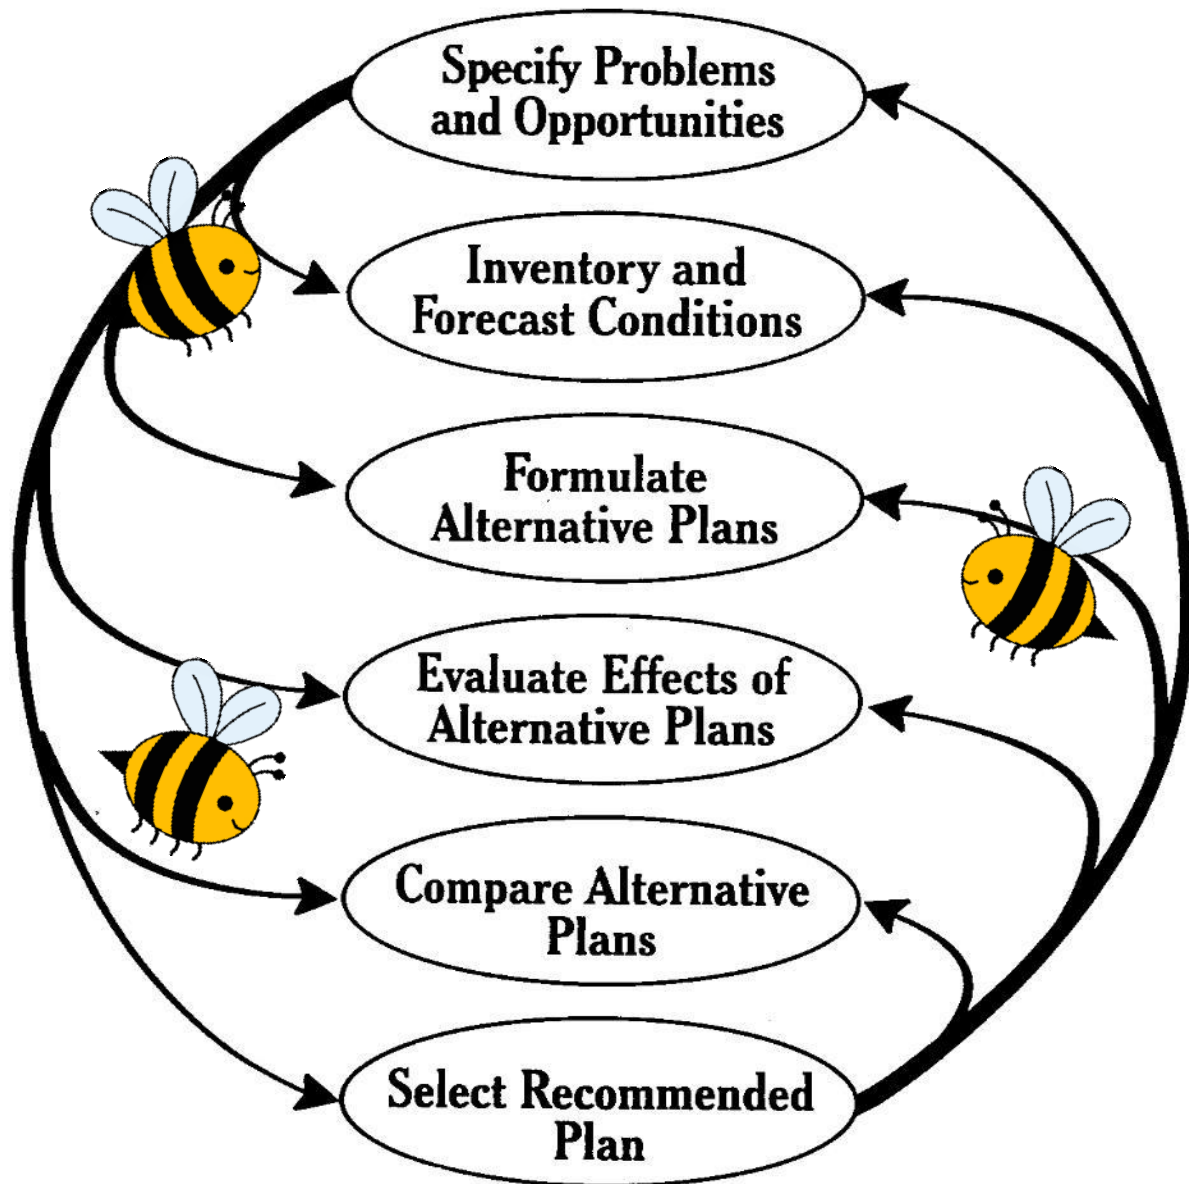 Specify Problems
and Opportunities
Inventory and
Forecast Conditions
Formulate
Alternative Plans
Evaluate Effects of
Alternative Plans
Compare Alternative
Plans
Select Recommended
Plan